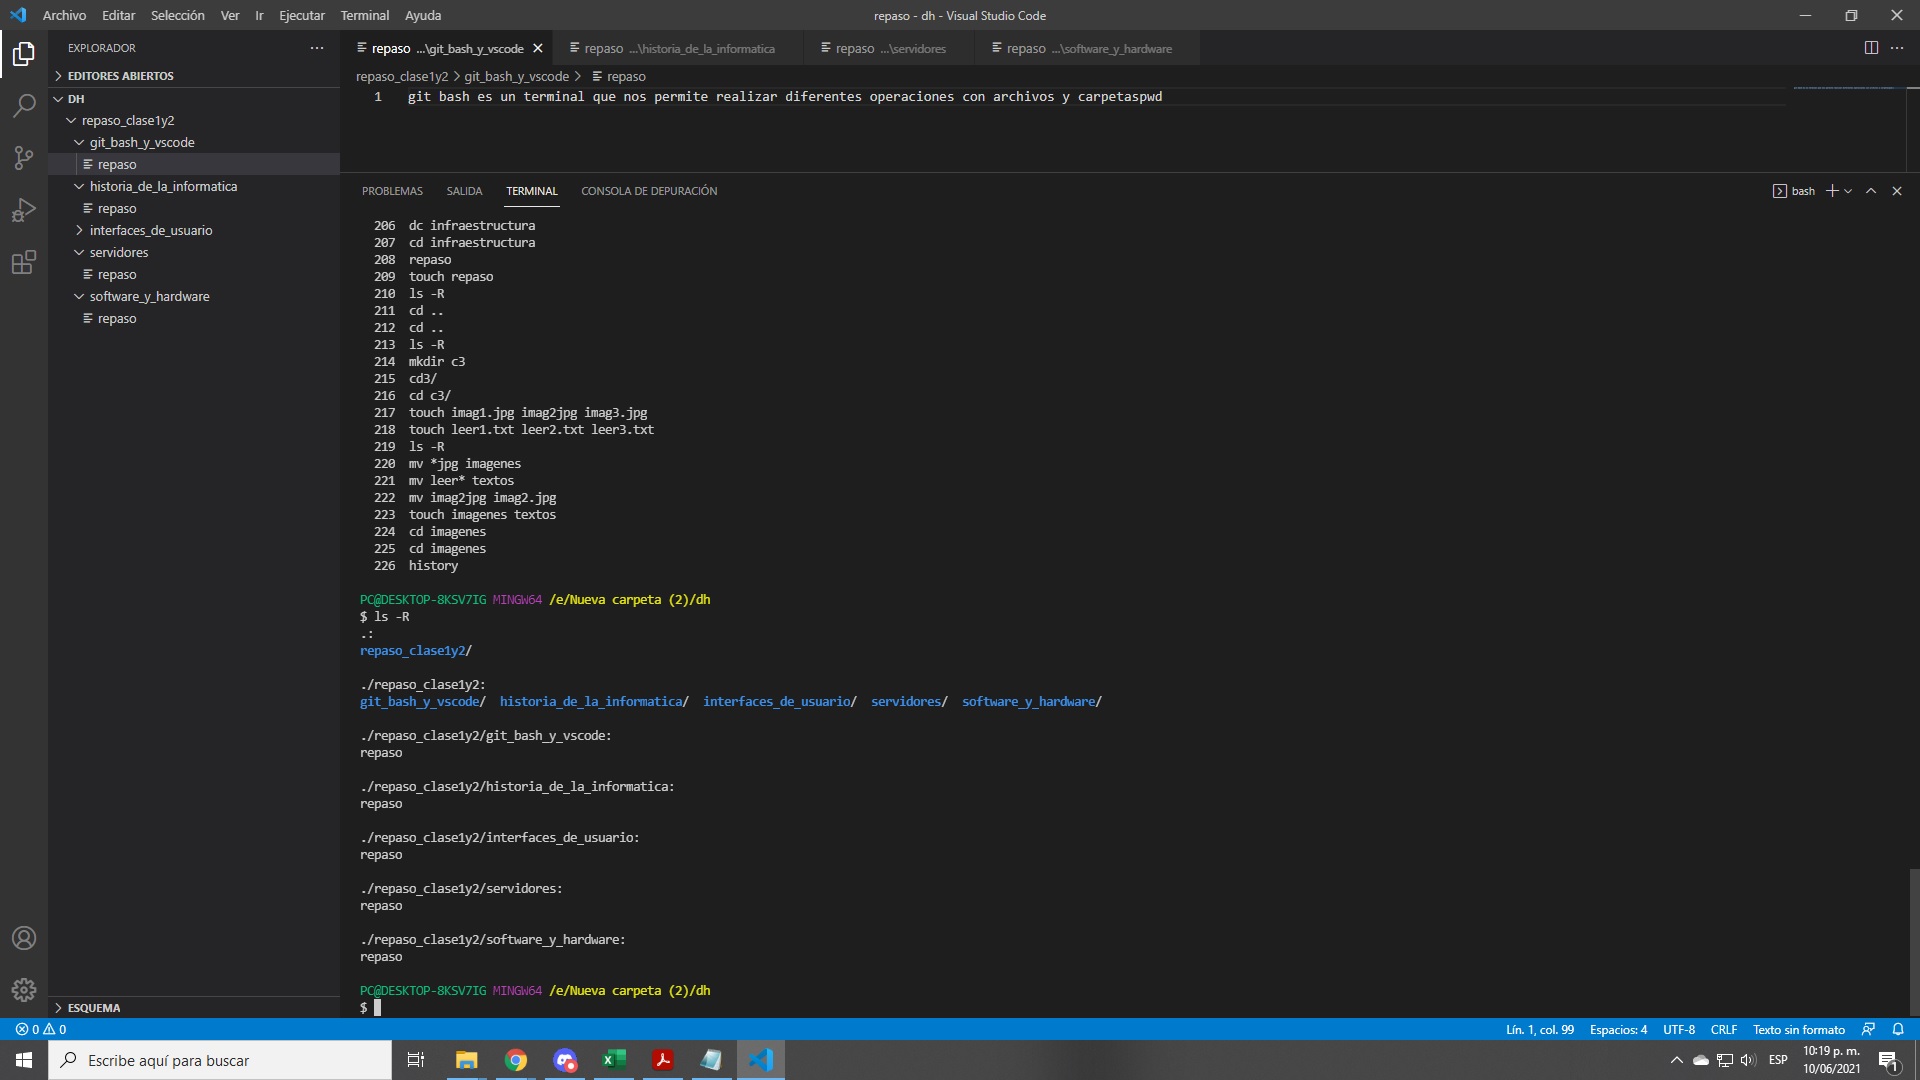 Archivo Editar Selección Ver Ir Ejecutar Terminal Ayuda
repaso - dh - Visual Studio Code
EXPLORADOR
EDITORES ABIERTOS
DH
repaso_clase1y2
git_bash_y_vscode
repaso
historia_de_la_informatica
repaso
interfaces_de_usuario
servidores
repaso
software_y_hardware
repaso
ESQUEMA
repaso ...\git_bash_y_vscode repaso ...\historia_de_la_informatica repaso ...\servidores repaso ...\software_y_hardware
repaso_clase1y2 > git_bash_y_vscode > repaso
1 git bash es un terminal que nos permite realizar diferentes operaciones con archivos y carpetaspwd
PROBLEMAS SALIDA TERMINAL CONSOLA DE DEPURACIÓN
bash
206 dc infraestructura
207 cd infraestructura
208 repaso
209 touch repaso
210 ls -R
211 cd ..
212 cd ..
213 ls -R
214 mkdir c3
215 cd3/
216 cd c3/
217 touch imag1.jpg imag2jpg imag3.jpg
218 touch leer1.txt leer2.txt leer3.txt
219 ls -R
220 mv *jpg imagenes
221 mv leer* textos
222 mv imag2jpg imag2.jpg
223 touch imagenes textos
224 cd imagenes
225 cd imagenes
226 history
PC@DESKTOP-8KSV7IG MINGW64 /e/Nueva carpeta (2)/dh
$ ls -R
.:
repaso_clase1y2/
./repaso_clase1y2:
git_bash_y_vscode/ historia_de_la_informatica/ interfaces_de_usuario/ servidores/ software_y_hardware/
./repaso_clase1y2/git_bash_y_vscode:
repaso
./repaso_clase1y2/historia_de_la_informatica:
repaso
./repaso_clase1y2/interfaces_de_usuario:
repaso
./repaso_clase1y2/servidores:
repaso
./repaso_clase1y2/software_y_hardware:
repaso
PC@DESKTOP-8KSV7IG MINGW64 /e/Nueva carpeta (2)/dh
$
0 0
Lín. 1, col. 99 Espacios: 4 UTF-8 CRLF Texto sin formato
Escribe aquí para buscar
ESP
10:19 p. m.
10/06/2021
1